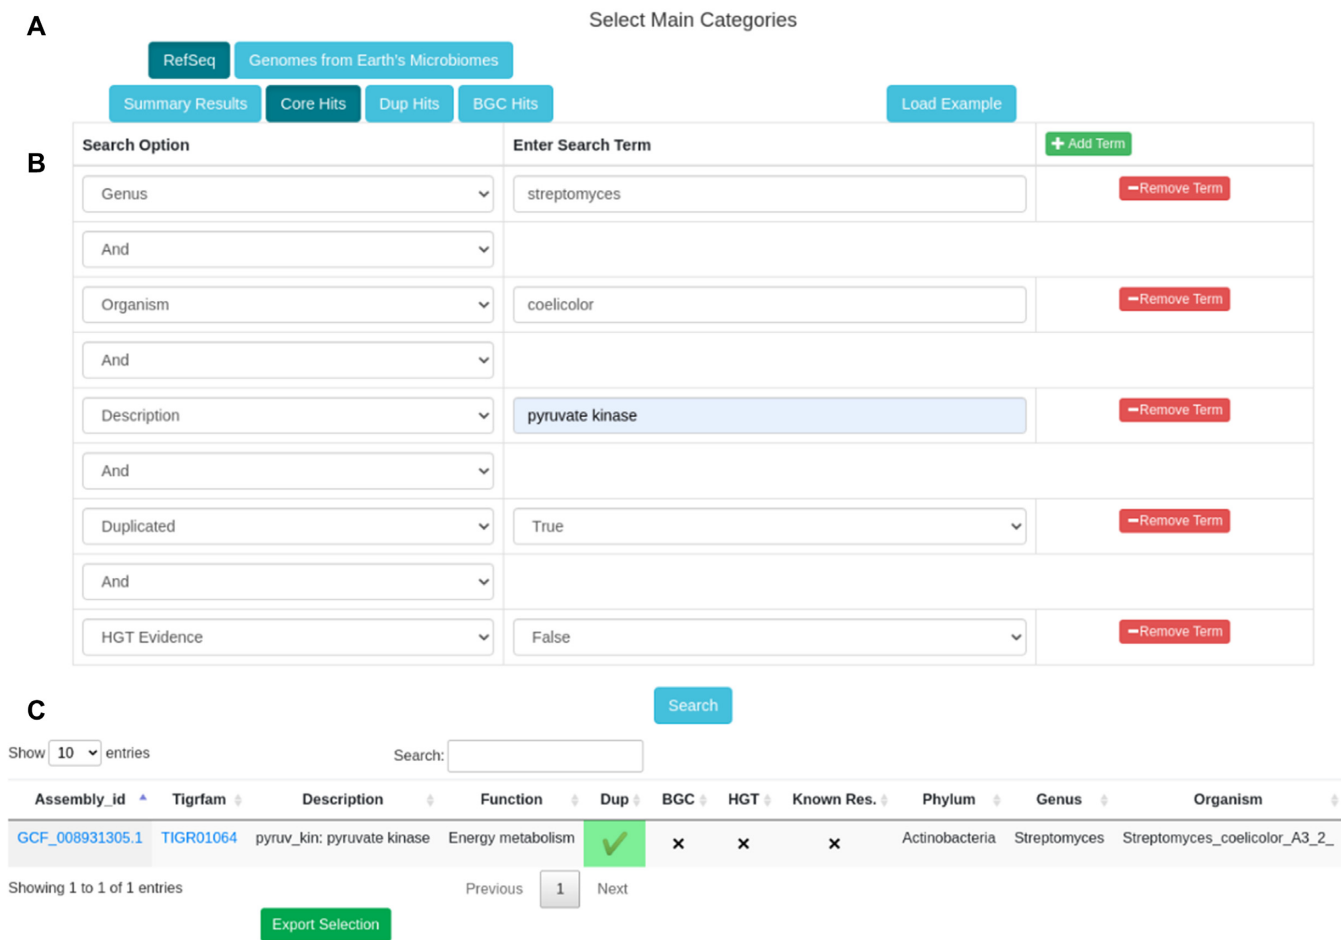 A
Select Main Categories
RefSeq Genomes from Earth's Microbiomes
Summary Results Core Hits Dup Hits BGC Hits Load Example
B
Search Option Enter Search Term + Add Term
Genus streptomyces −Remove Term
And
Organism coelicolor −Remove Term
And
Description pyruvate kinase −Remove Term
And
Duplicated True −Remove Term
And
HGT Evidence False −Remove Term
C
Search
Show 10 entries Search:
Assembly_id Tigrfam Description Function Dup BGC HGT Known Res. Phylum Genus Organism
GCF_008931305.1 TIGR01064 pyruv_kin: pyruvate kinase Energy metabolism ✔ × × × Actinobacteria Streptomyces Streptomyces_coelicolor_A3_2_
Showing 1 to 1 of 1 entries Previous 1 Next
Export Selection